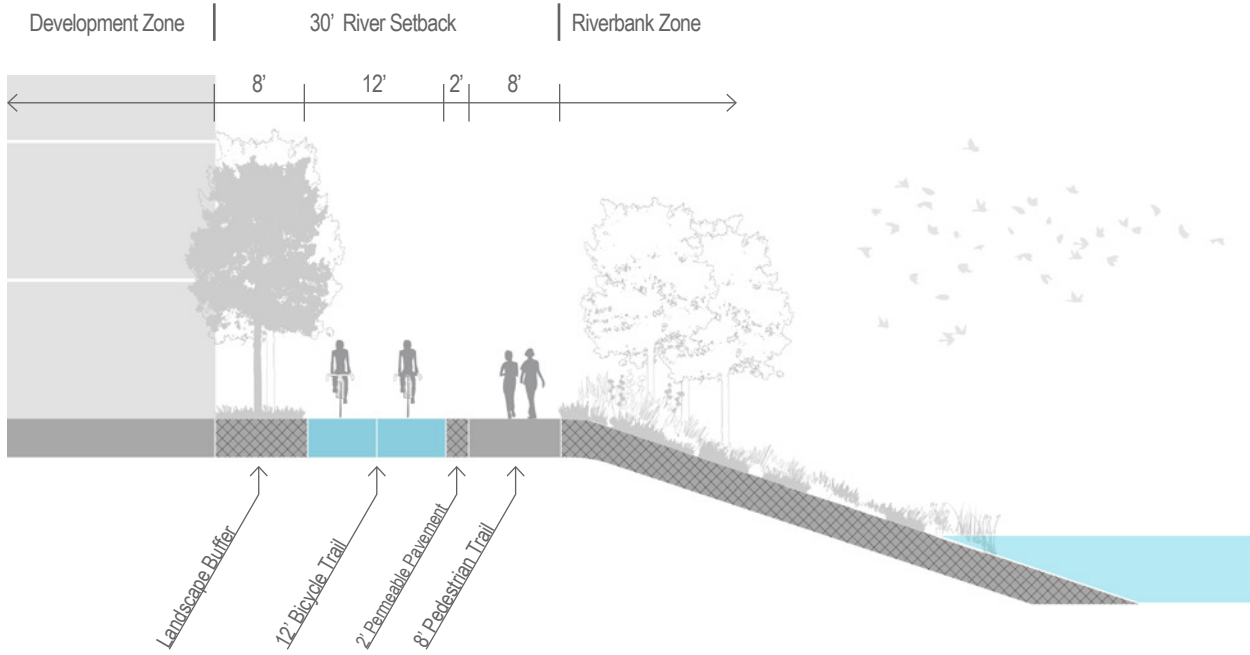 Development Zone
30’ River Setback
Riverbank Zone
8’
12’
2’
8’
Landscape Buffer
12’ Bicycle Trail
2’ Permeable Pavement
8’ Pedestrian Trail